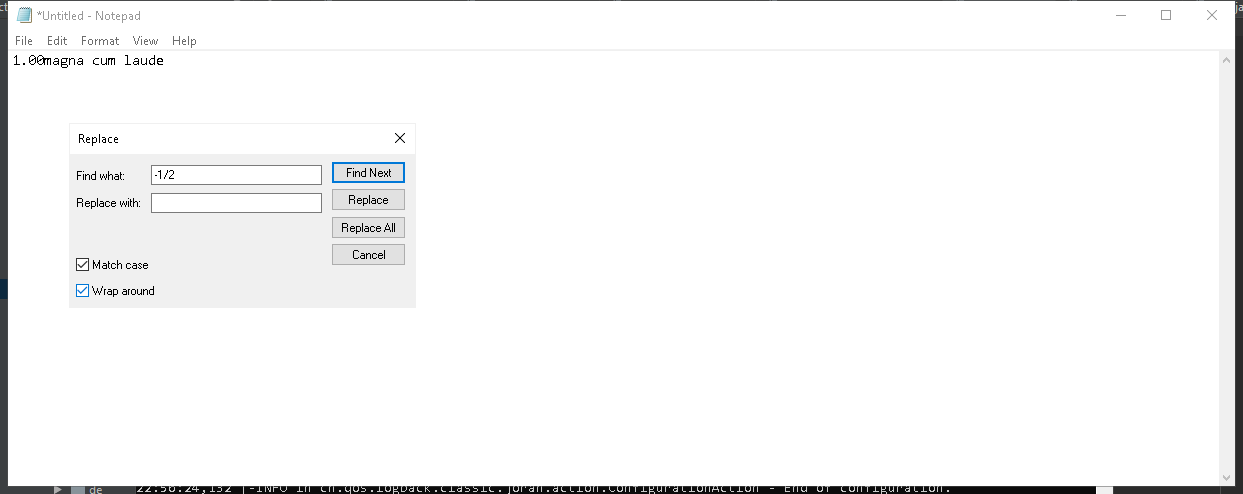 *Untitled - Notepad
File Edit Format View Help
1.00magna cum laude
Replace
Find what: -1/2 Find Next
Replace with: Replace
Replace All
Cancel
Match case
Wrap around
de 22:56:24,132 |-INFO in ch.qos.logback.classic.joran.action.ConfigurationAction - End of configuration.